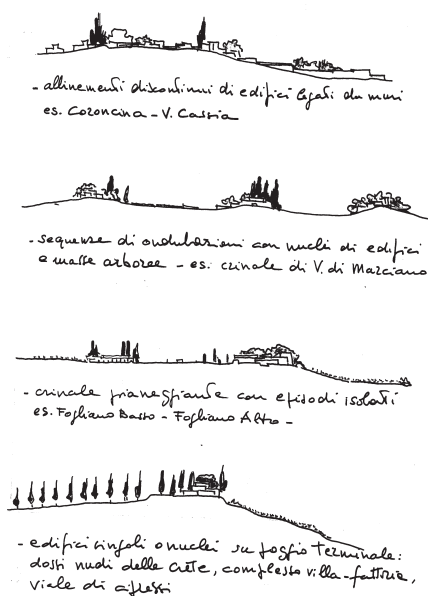 - allineamenti discontinui di edifici legati da muri
es. Coroncina - V. Cassia
- sequenze di ondulazioni con nuclei di edifici
e masse arboree - es. crinale di V. di Marciano
- crinale pianeggiante con episodi isolati
es. Fogliano Basso - Fogliano Alto -
- edifici singoli o nuclei su poggio terminale:
dossi nudi delle crete, complesso villa-fattoria,
viale di cipressi